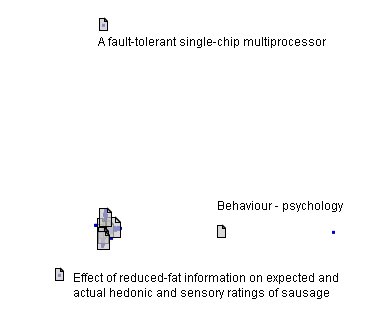 A fault-tolerant single-chip multiprocessor
Behaviour - psychology
Effect of reduced-fat information on expected and
actual hedonic and sensory ratings of sausage